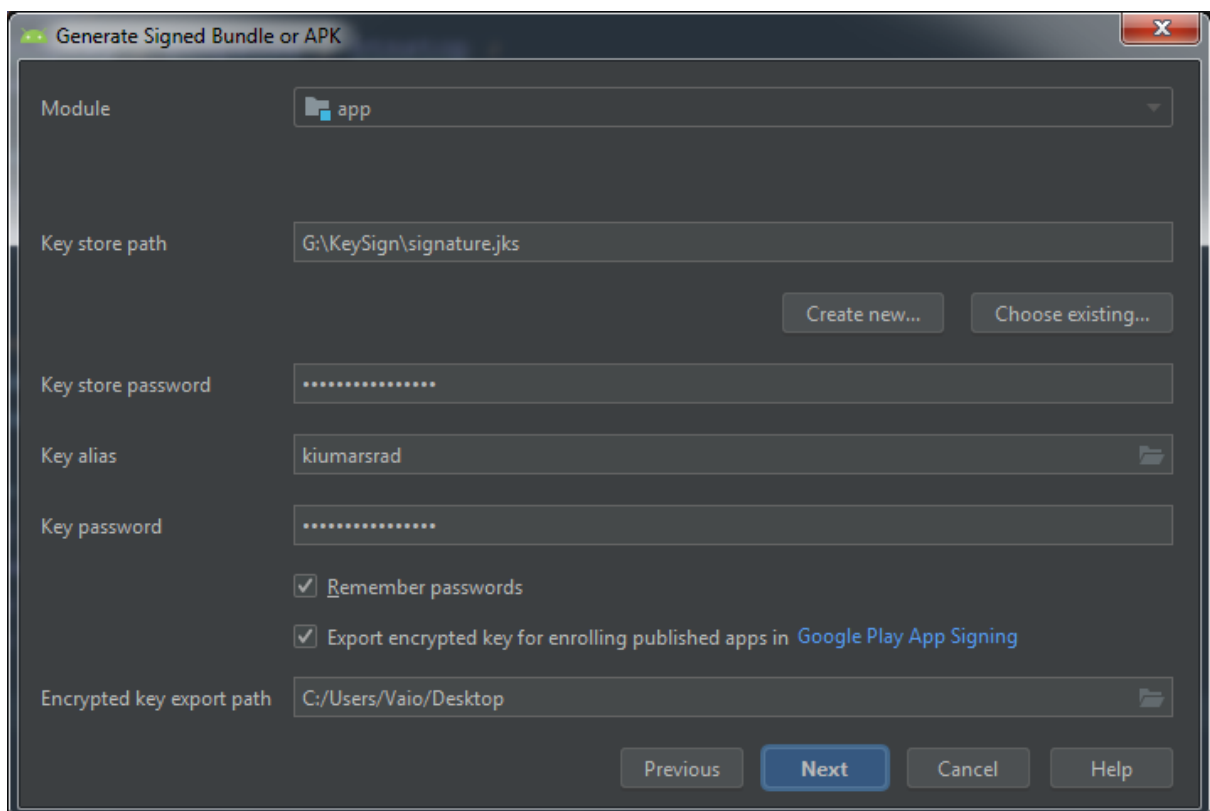 Generate Signed Bundle or APK
Module app
Key store path G:\KeySign\signature.jks
Create new... Choose existing...
Key store password ••••••••••••••••
Key alias kiumarsrad
Key password ••••••••••••••••
Remember passwords
Export encrypted key for enrolling published apps in Google Play App Signing
Encrypted key export path C:/Users/Vaio/Desktop
Previous Next Cancel Help